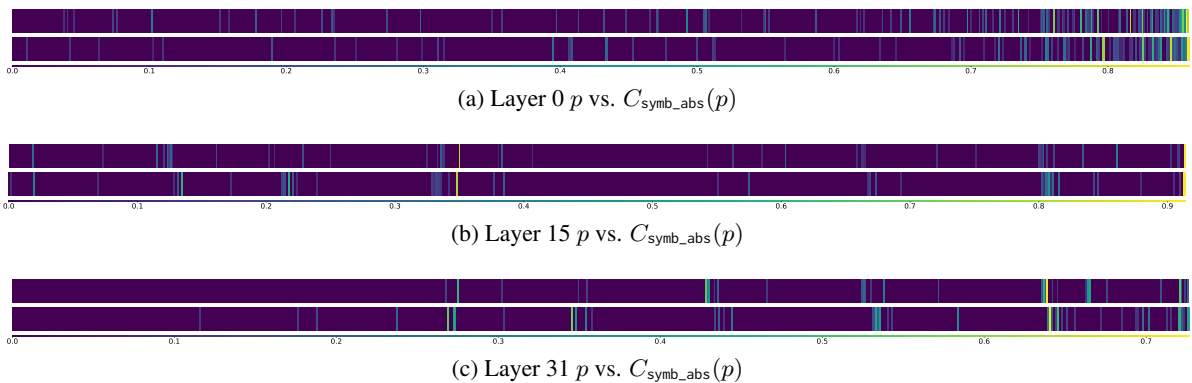 0.0 0.1 0.2 0.3 0.4 0.5 0.6 0.7 0.8
(a) Layer 0 p vs. C_symb_abs(p)
0.0 0.1 0.2 0.3 0.4 0.5 0.6 0.7 0.8 0.9
(b) Layer 15 p vs. C_symb_abs(p)
0.0 0.1 0.2 0.3 0.4 0.5 0.6 0.7
(c) Layer 31 p vs. C_symb_abs(p)